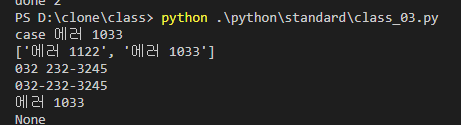 done 2
PS D:\clone\class> python .\python\standard\class_03.py
case 에러 1033
['에러 1122', '에러 1033']
032 232-3245
032-232-3245
에러 1033
None